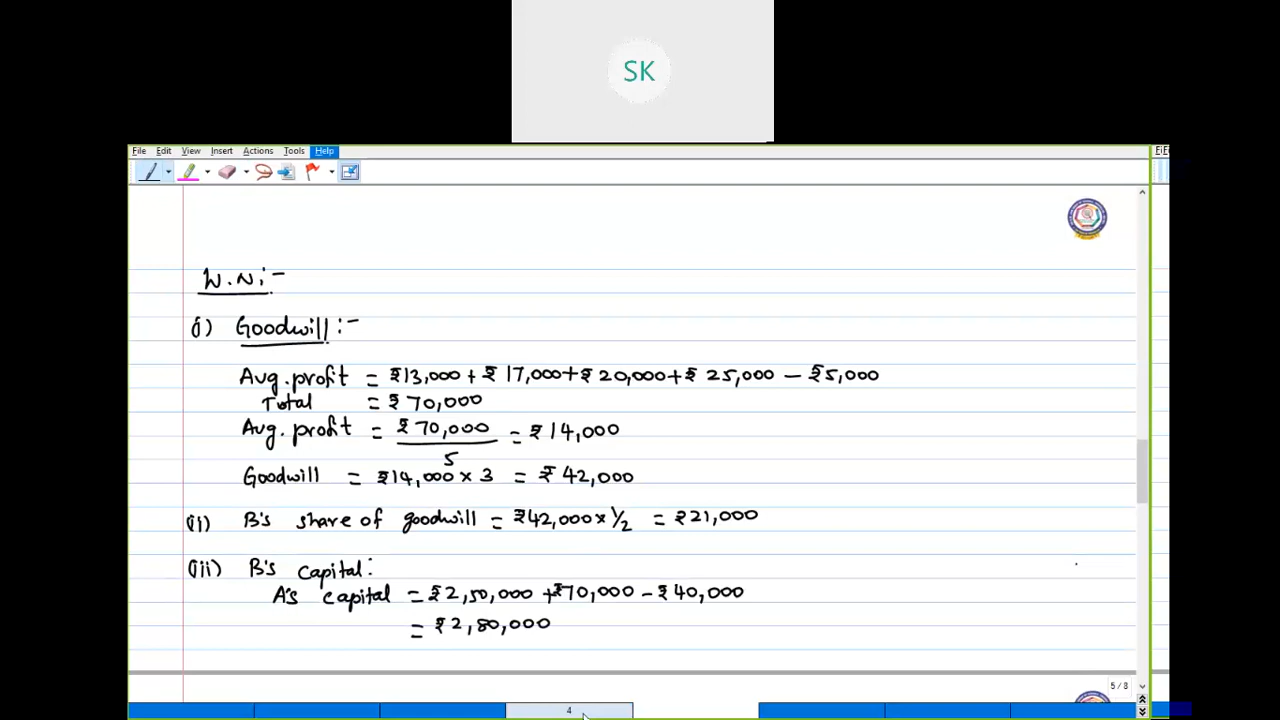 SK
File Edit View Insert Actions Tools Help
W.N:-
(i) Goodwill:-
Avg. profit = ₹13,000 + ₹17,000 + ₹20,000 + ₹25,000 - ₹5,000
Total = ₹70,000
Avg. profit = ₹70,000/5 = ₹14,000
Goodwill = ₹14,000 x 3 = ₹42,000
(ii) B's share of goodwill = ₹42,000 x 1/2 = ₹21,000
(iii) B's capital:
A's capital = ₹2,50,000 + ₹70,000 - ₹40,000
= ₹2,80,000
5 / 8
4